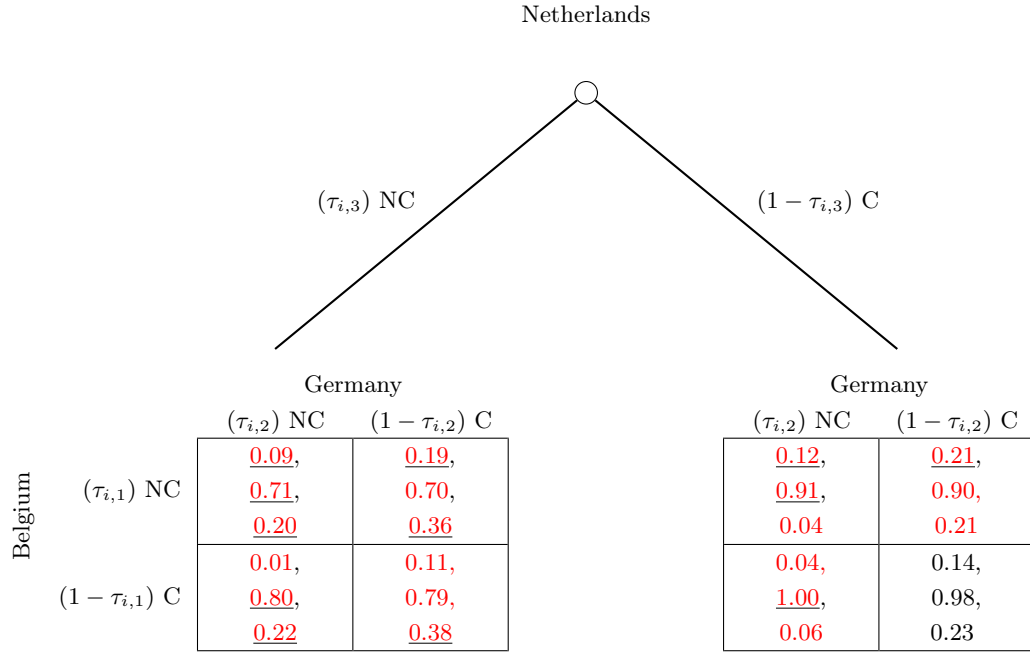 Netherlands
(τ_{i,3}) NC
(1 − τ_{i,3}) C
Germany
Germany
(τ_{i,2}) NC (1 − τ_{i,2}) C
(τ_{i,2}) NC (1 − τ_{i,2}) C
Belgium
(τ_{i,1}) NC
0.09, 0.19, 0.12, 0.21,
0.71, 0.70, 0.91, 0.90,
0.20 0.36 0.04 0.21
(1 − τ_{i,1}) C
0.01, 0.11, 0.04, 0.14,
0.80, 0.79, 1.00, 0.98,
0.22 0.38 0.06 0.23